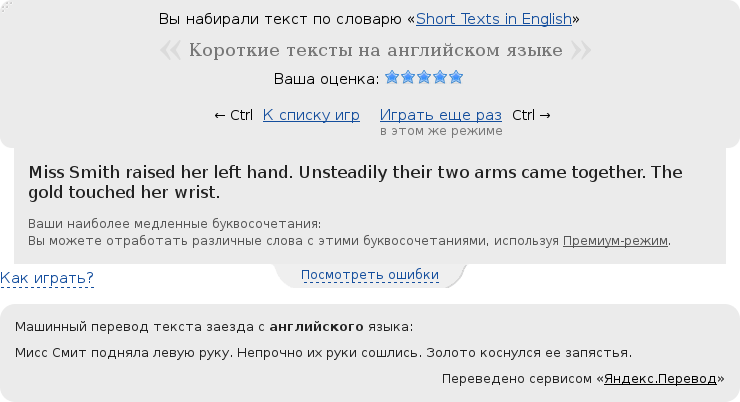 Вы набирали текст по словарю «Short Texts in English»
« Короткие тексты на английском языке »
Ваша оценка:
← Ctrl К списку игр Играть еще раз Ctrl →
в этом же режиме
Miss Smith raised her left hand. Unsteadily their two arms came together. The
gold touched her wrist.
Ваши наиболее медленные буквосочетания:
Вы можете отработать различные слова с этими буквосочетаниями, используя Премиум-режим.
Посмотреть ошибки
Как играть?
Машинный перевод текста заезда с английского языка:
Мисс Смит подняла левую руку. Непрочно их руки сошлись. Золото коснулся ее запястья.
Переведено сервисом «Яндекс.Перевод»